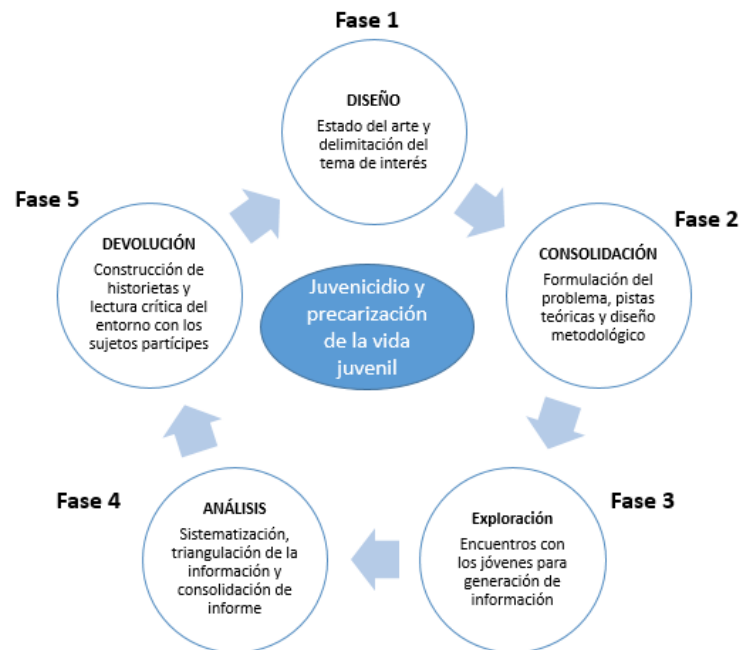 Fase 1
DISEÑO
Estado del arte y
delimitación del
tema de interés
Fase 2
CONSOLIDACIÓN
Formulación del
problema, pistas
teóricas y diseño
metodológico
Fase 3
Exploración
Encuentros con
los jóvenes para
generación de
información
Fase 4
ANÁLISIS
Sistematización,
triangulación de la
información y
consolidación de
informe
Fase 5
DEVOLUCIÓN
Construcción de
historietas y
lectura crítica del
entorno con los
sujetos partícipes
Juvenicidio y
precarización
de la vida
juvenil